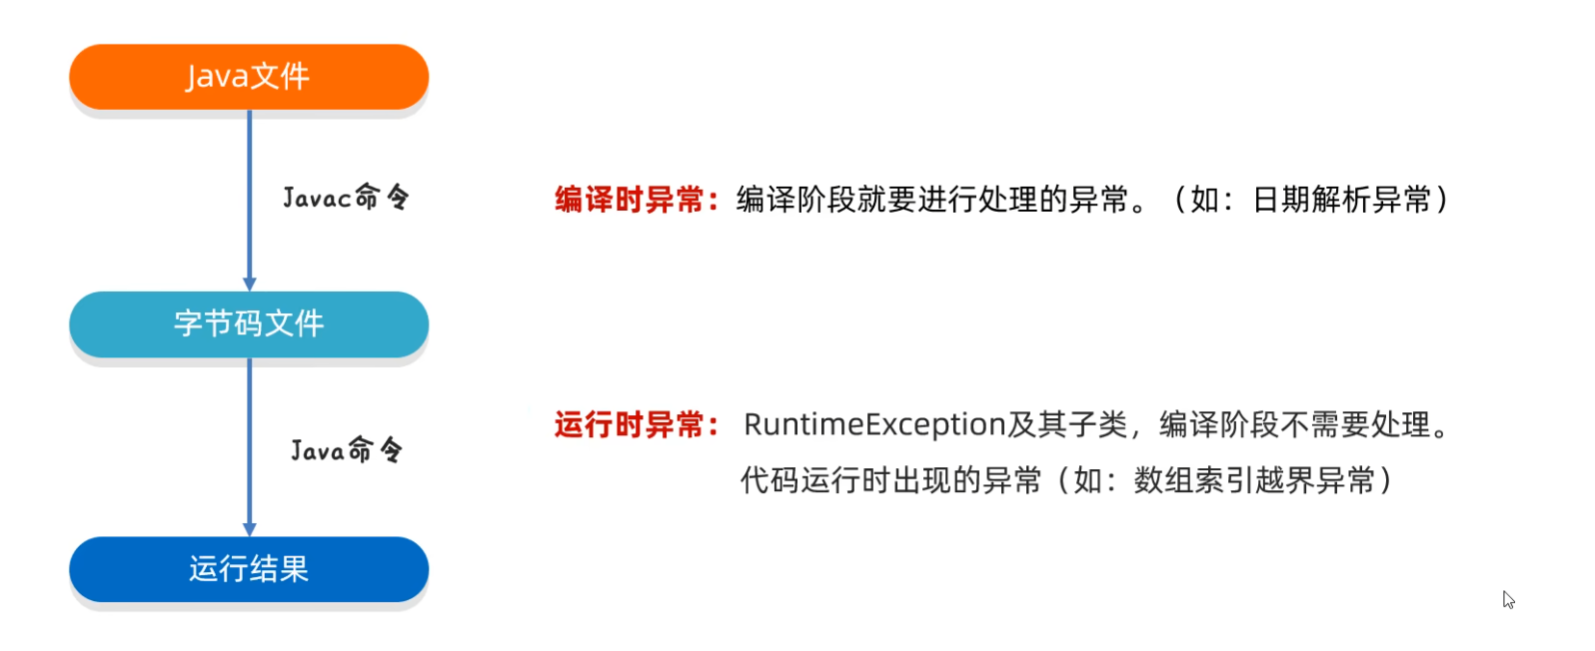 Java文件
Javac命令
编译时异常：编译阶段就要进行处理的异常。（如：日期解析异常）
字节码文件
运行时异常： RuntimeException及其子类，编译阶段不需要处理。
Java命令
代码运行时出现的异常（如：数组索引越界异常）
运行结果